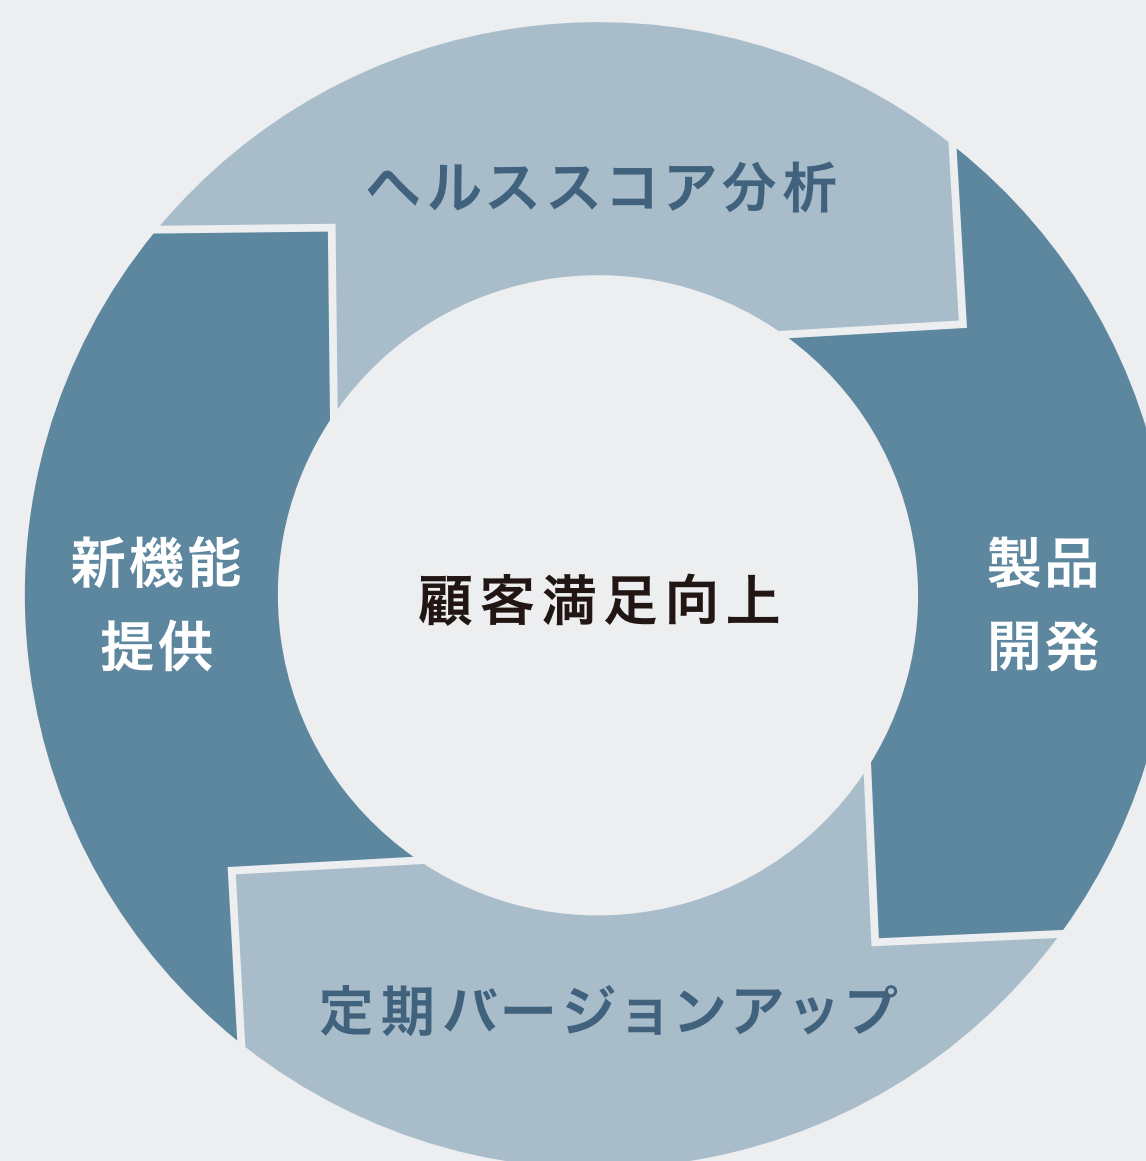 ヘルススコア分析
新機能
提供
顧客満足向上
製品
開発
定期バージョンアップ